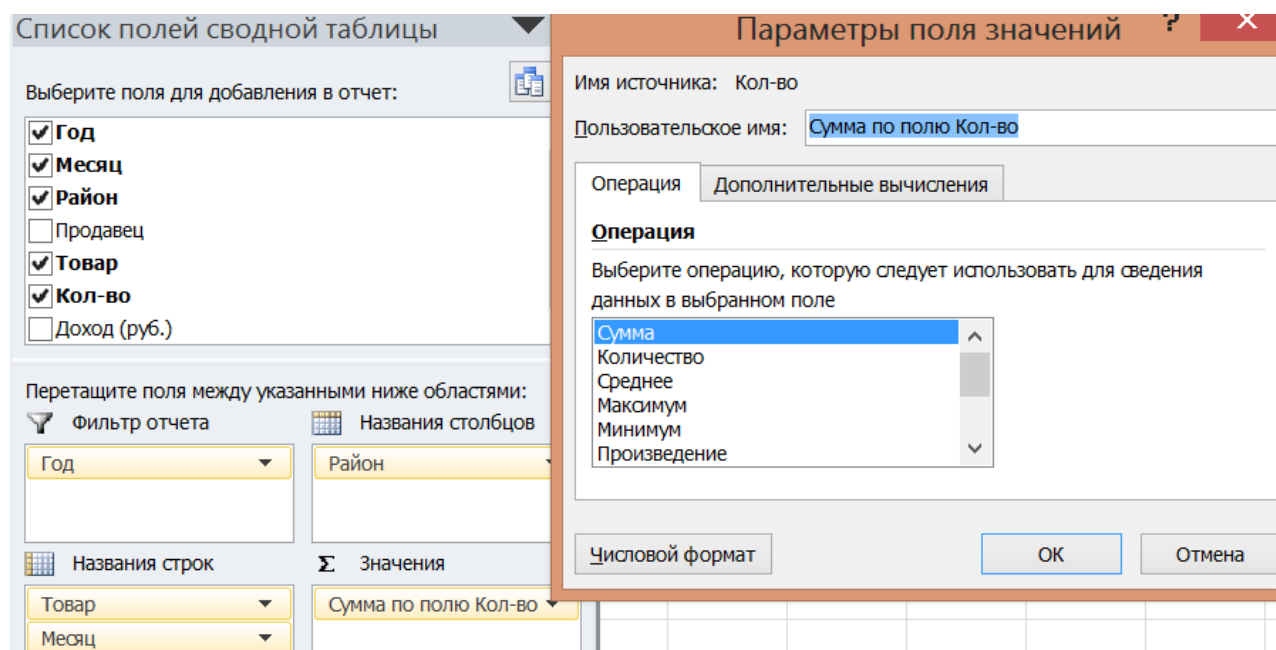 Список полей сводной таблицы
Выберите поля для добавления в отчет:
Год
Месяц
Район
Продавец
Товар
Кол-во
Доход (руб.)
Перетащите поля между указанными ниже областями:
Фильтр отчета
Названия столбцов
Год
Район
Названия строк
Σ Значения
Товар
Сумма по полю Кол-во
Месяц
Параметры поля значений ?
Имя источника: Кол-во
Пользовательское имя: Сумма по полю Кол-во
Операция Дополнительные вычисления
Операция
Выберите операцию, которую следует использовать для сведения
данных в выбранном поле
Сумма
Количество
Среднее
Максимум
Минимум
Произведение
Числовой формат
ОК
Отмена